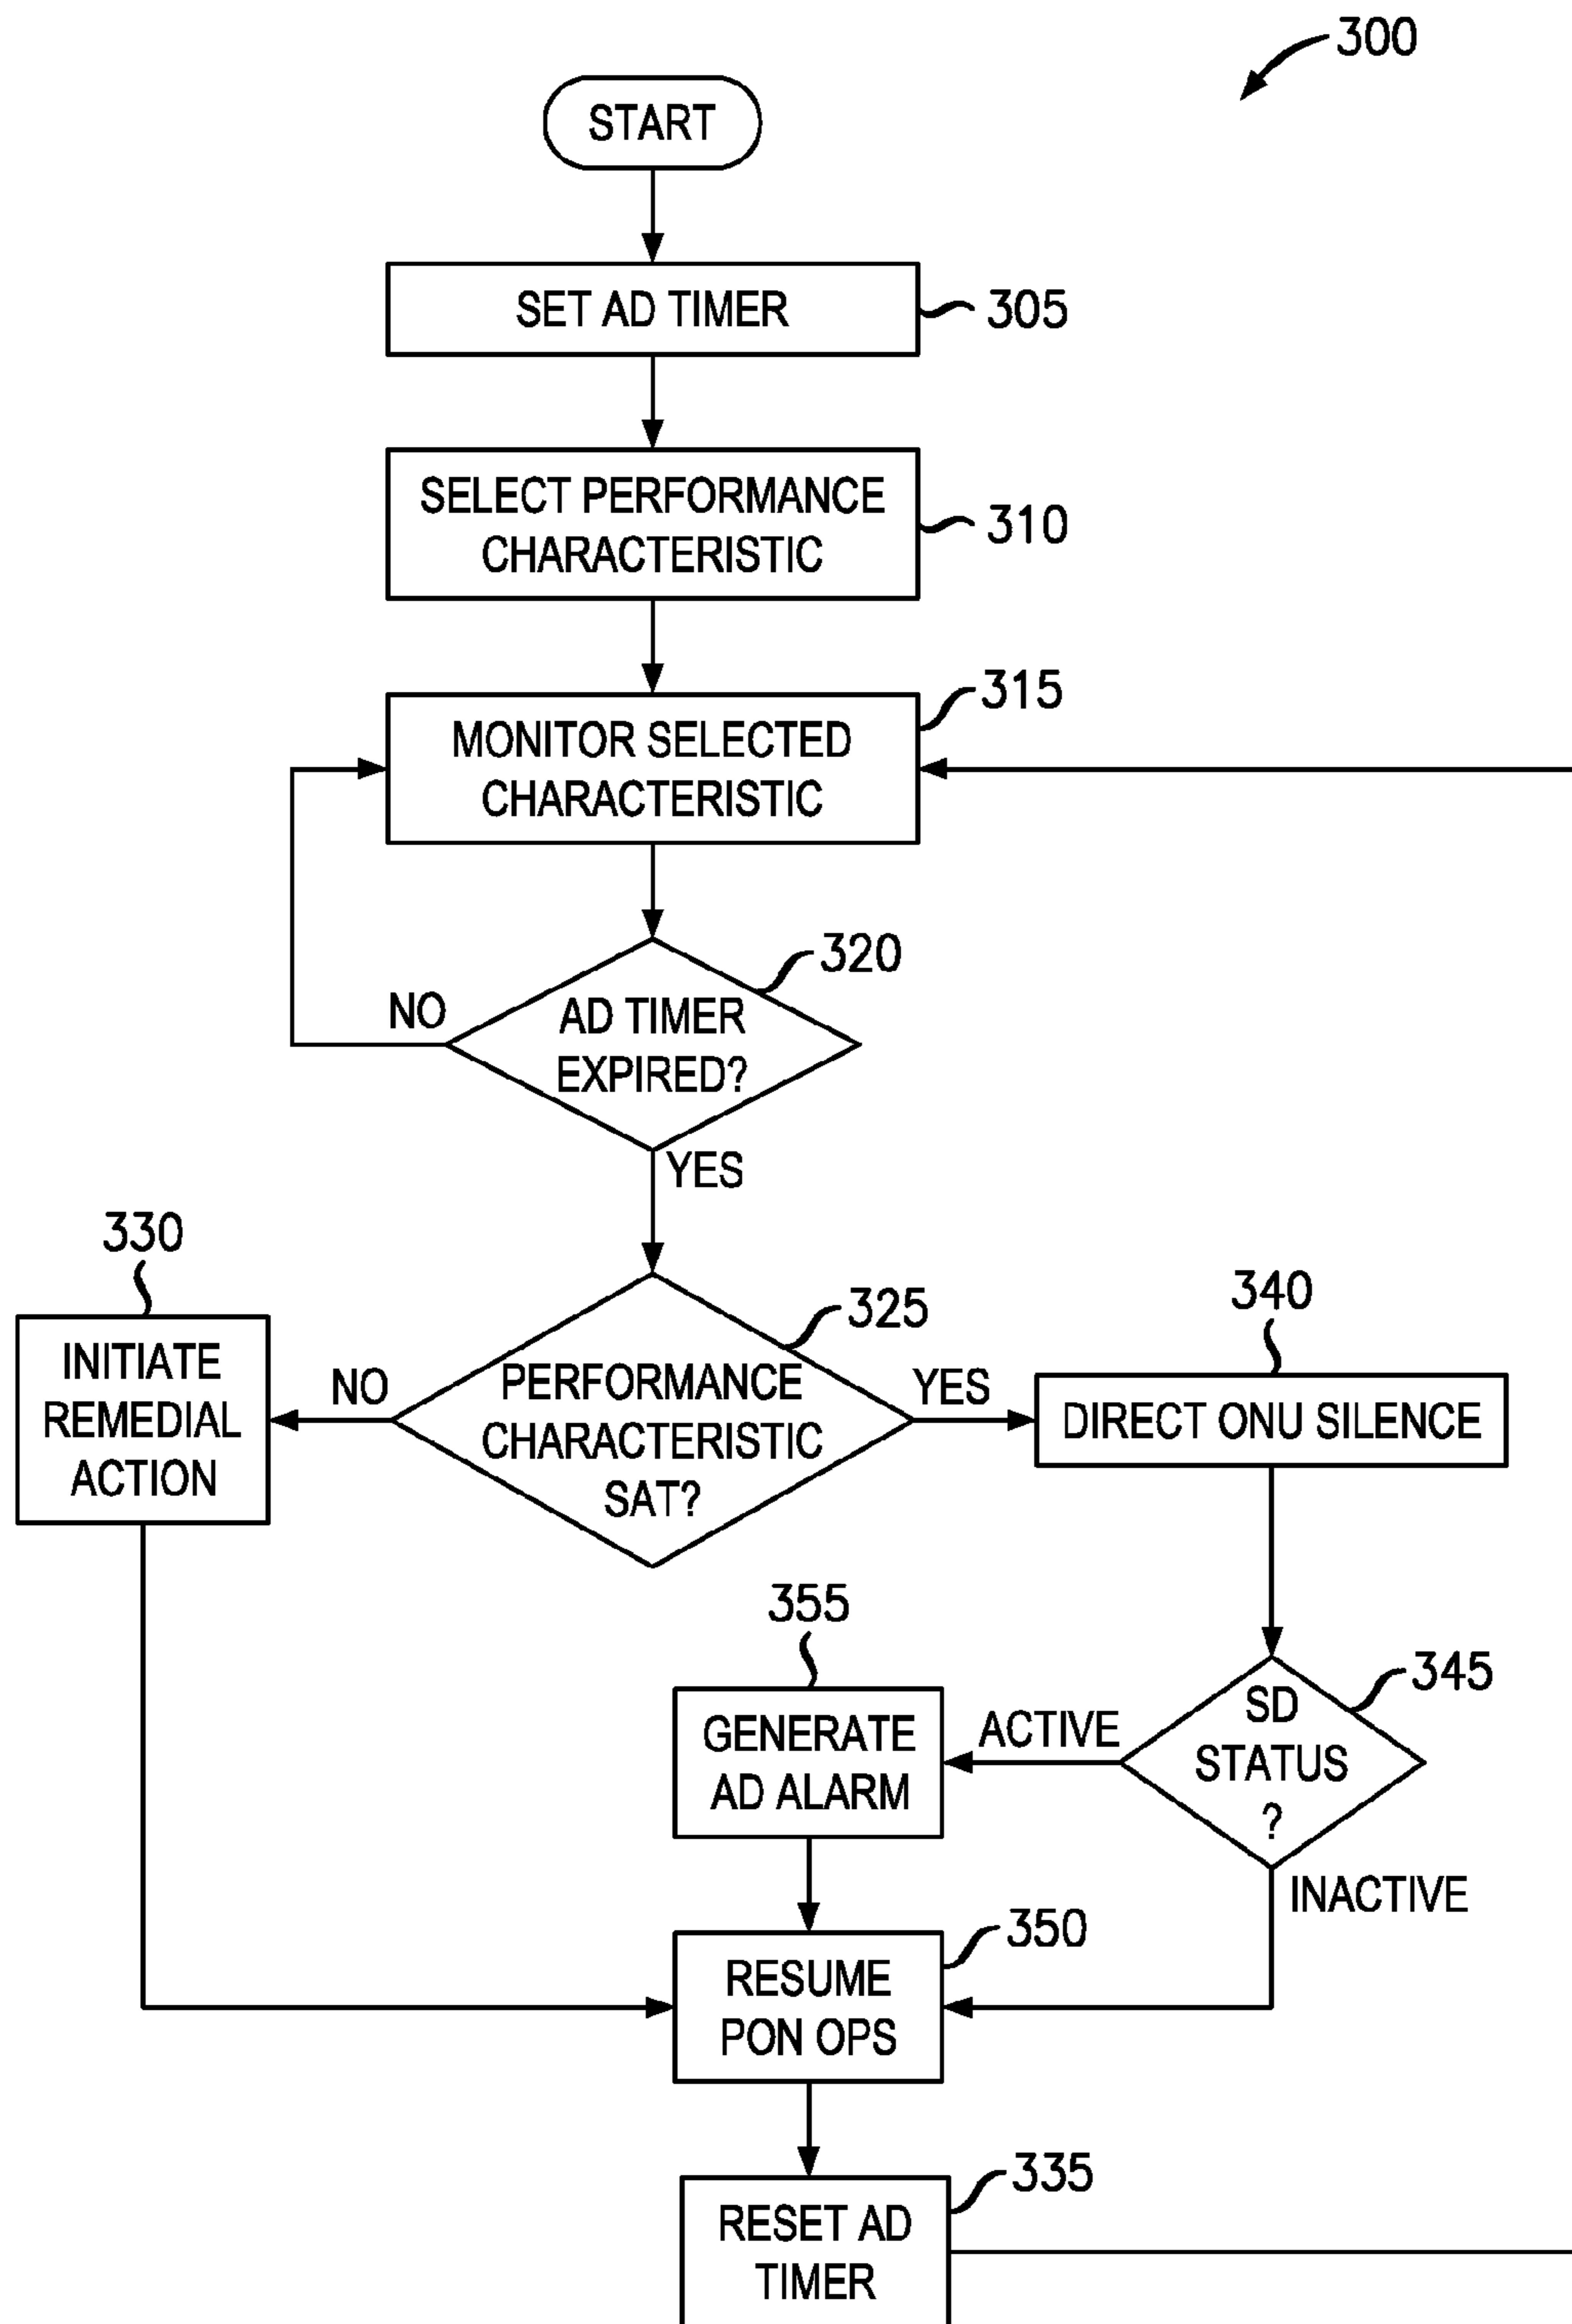 300
START
SET AD TIMER
305
SELECT PERFORMANCE
CHARACTERISTIC
310
315
MONITOR SELECTED
CHARACTERISTIC
320
NO
AD TIMER
EXPIRED?
YES
330
INITIATE
REMEDIAL
ACTION
NO
325
PERFORMANCE
CHARACTERISTIC
SAT?
YES
340
DIRECT ONU SILENCE
345
SD
STATUS
?
ACTIVE
INACTIVE
355
GENERATE
AD ALARM
350
RESUME
PON OPS
335
RESET AD
TIMER